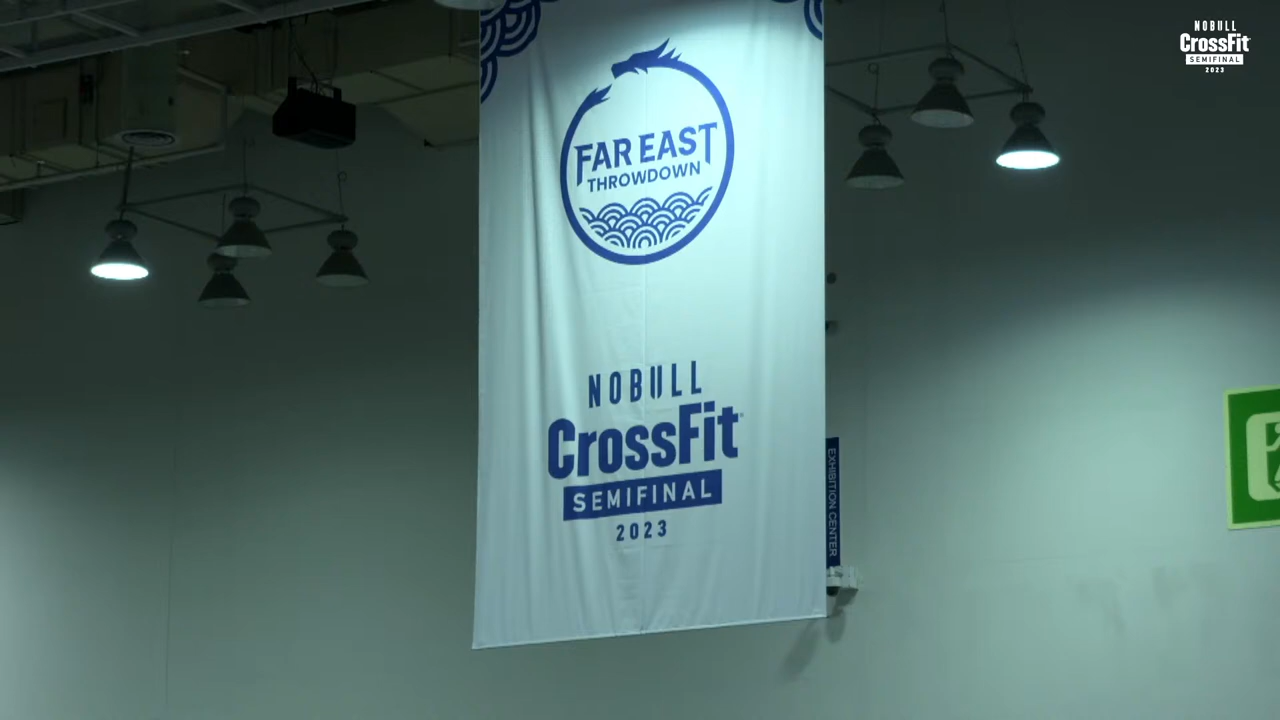 NOBULL
CrossFit
SEMIFINAL
2023
FAR EAST
THROWDOWN
NOBULL
CrossFit
SEMIFINAL
2023
EXHIBITION CENTER